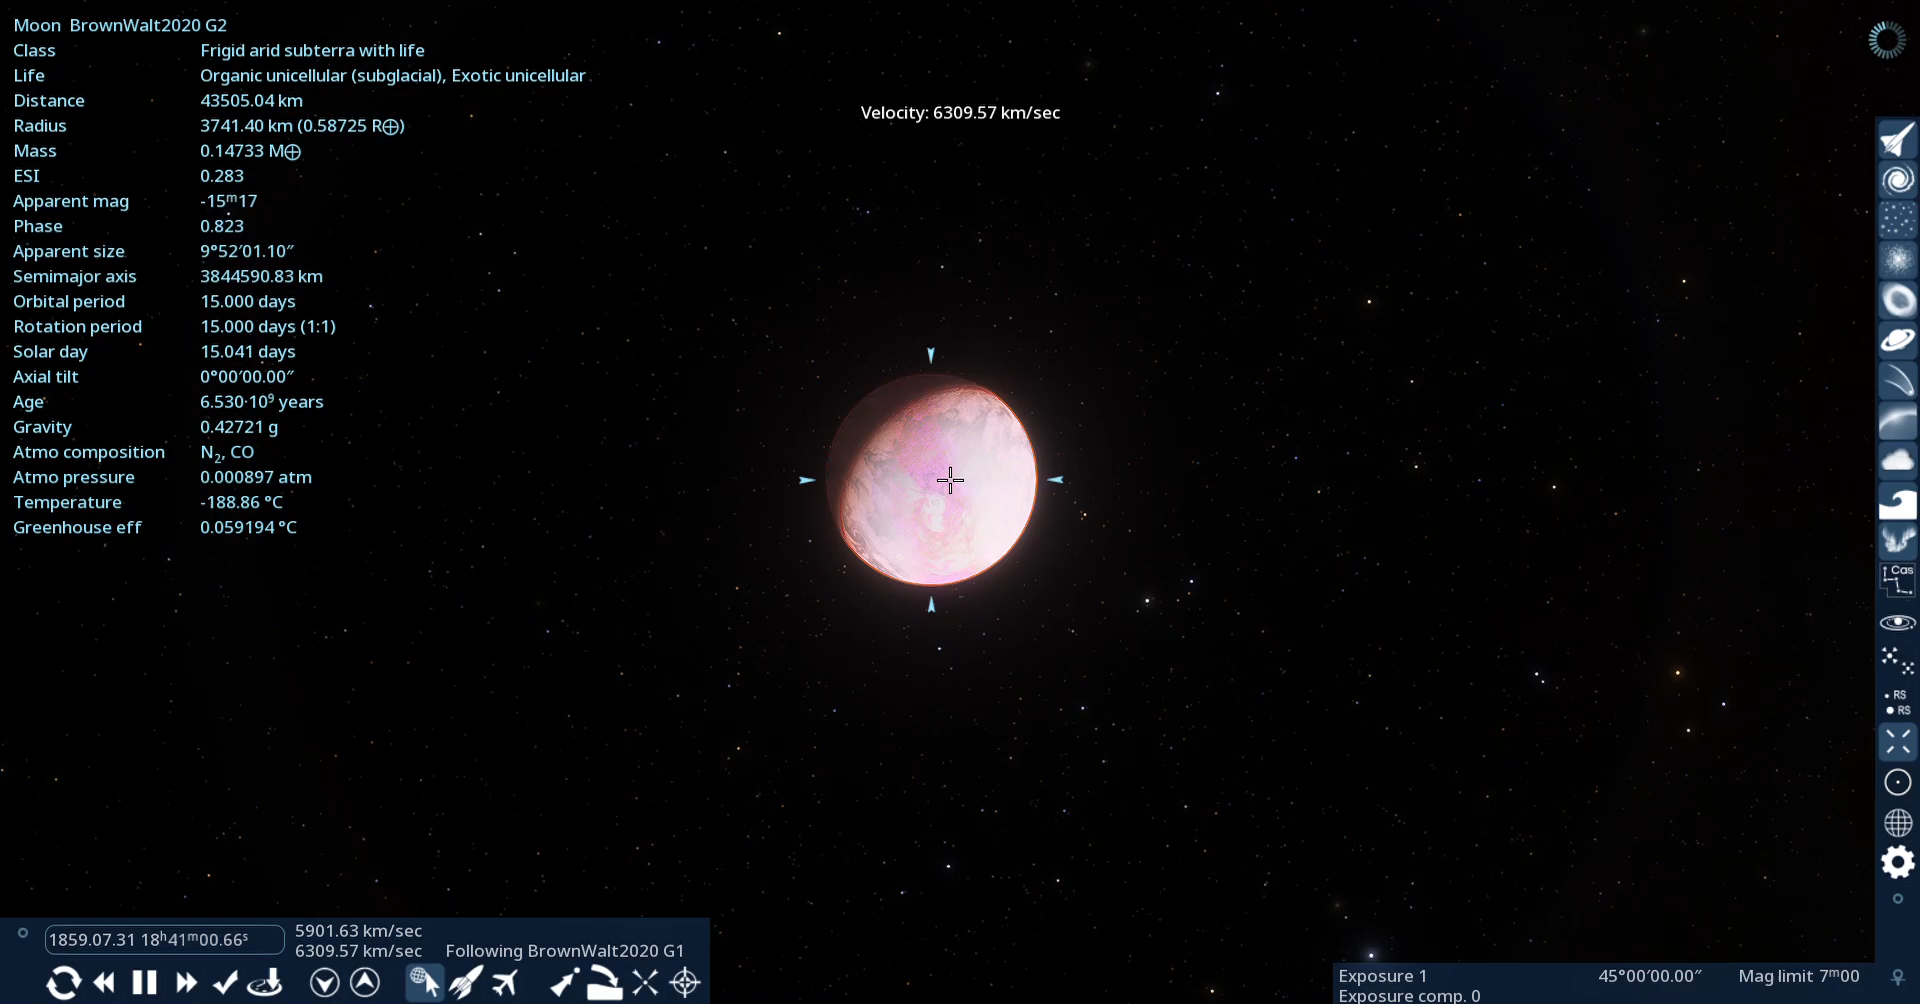 Moon BrownWalt2020 G2
Class Frigid arid subterra with life
Life Organic unicellular (subglacial), Exotic unicellular
Distance 43505.04 km
Radius 3741.40 km (0.58725 R⊕)
Mass 0.14733 M⊕
ESI 0.283
Apparent mag -15ᵐ17
Phase 0.823
Apparent size 9°52′01.10″
Semimajor axis 3844590.83 km
Orbital period 15.000 days
Rotation period 15.000 days (1:1)
Solar day 15.041 days
Axial tilt 0°00′00.00″
Age 6.530·10⁹ years
Gravity 0.42721 g
Atmo composition N₂, CO
Atmo pressure 0.000897 atm
Temperature -188.86 °C
Greenhouse eff 0.059194 °C
Velocity: 6309.57 km/sec
Cas
RS
RS
1859.07.31 18ʰ41ᵐ00.66ˢ
5901.63 km/sec
6309.57 km/sec Following BrownWalt2020 G1
Exposure 1 45°00′00.00″ Mag limit 7ᵐ00
Exposure comp. 0